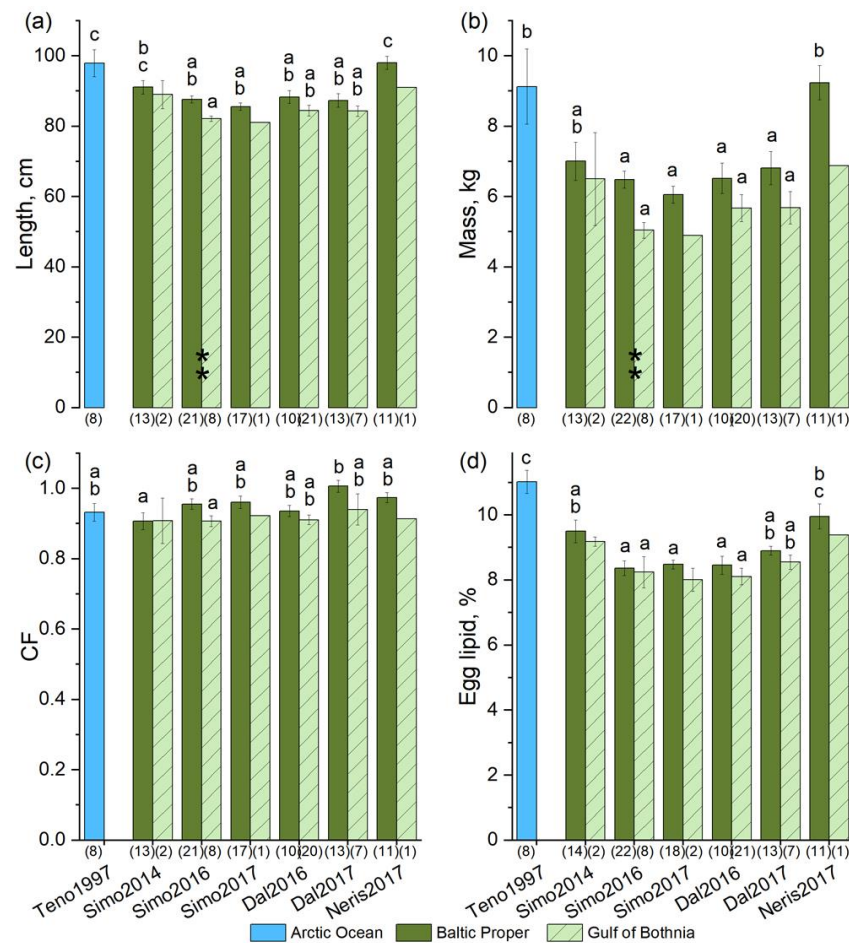 (a)
Length, cm
100
80
60
40
20
0
c
b
c
a
b
a
a
b
a
b
a
b
a
b
a
b
c
**
(8) (13)(2) (21)(8) (17)(1) (10)(21) (13)(7) (11)(1)
(b)
Mass, kg
10
8
6
4
2
0
b
a
b
a
a
a
a
a
a
a
b
**
(8) (13)(2) (22)(8) (17)(1) (10)(20) (13)(7) (11)(1)
(c)
CF
1.0
0.8
0.6
0.4
0.2
0.0
a
b
a
a
b
a
a
b
a
b
a
b
b
a
b
a
b
(8) (13)(2) (21)(8) (17)(1) (10)(20) (13)(7) (11)(1)
Teno1997 Simo2014 Simo2016 Simo2017 Dal2016 Dal2017 Neris2017
(d)
Egg lipid, %
10
8
6
4
2
0
c
a
b
a
a
a
a
a
a
b
a
b
b
c
(8) (14)(2) (22)(8) (18)(2) (10)(21) (13)(7) (11)(1)
Teno1997 Simo2014 Simo2016 Simo2017 Dal2016 Dal2017 Neris2017
Arctic Ocean Baltic Proper Gulf of Bothnia